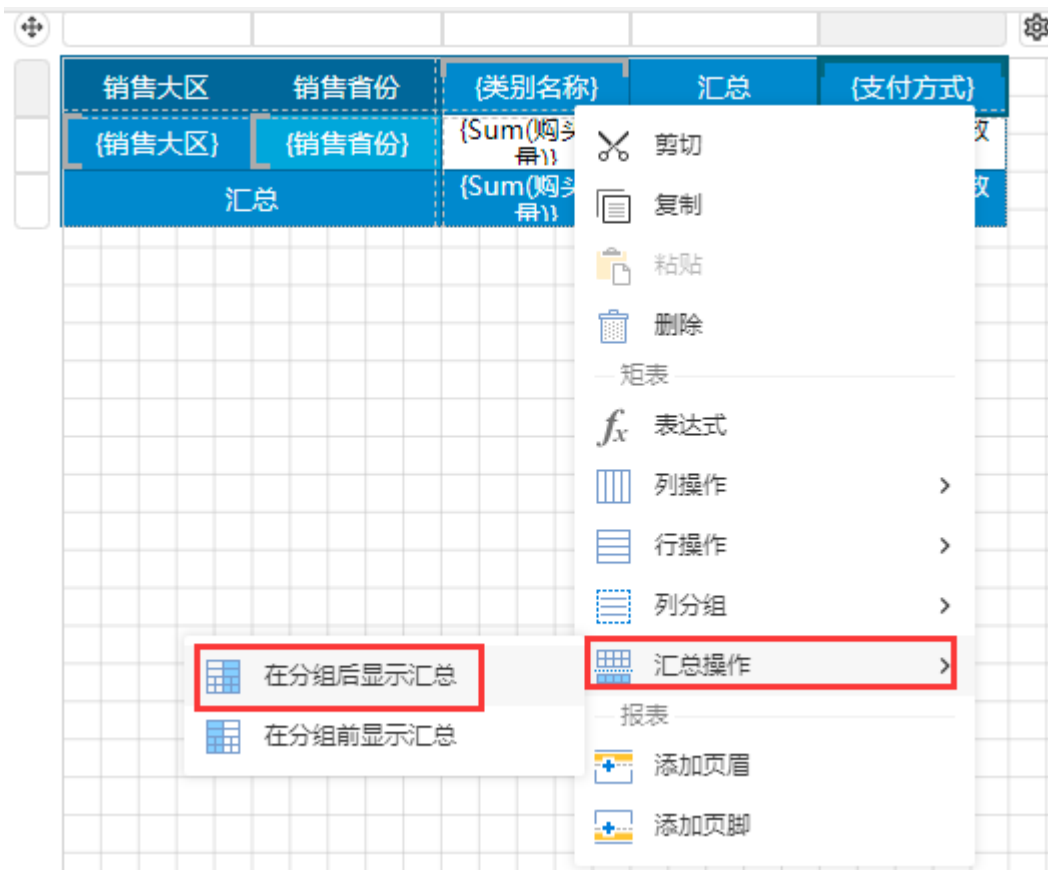 销售大区 销售省份 {类别名称} 汇总 {支付方式}
{销售大区} {销售省份} {Sum(购
汇总 {Sum(购
剪切
复制
粘贴
删除
矩表
表达式
列操作
行操作
列分组
汇总操作
在分组后显示汇总
在分组前显示汇总
报表
添加页眉
添加页脚